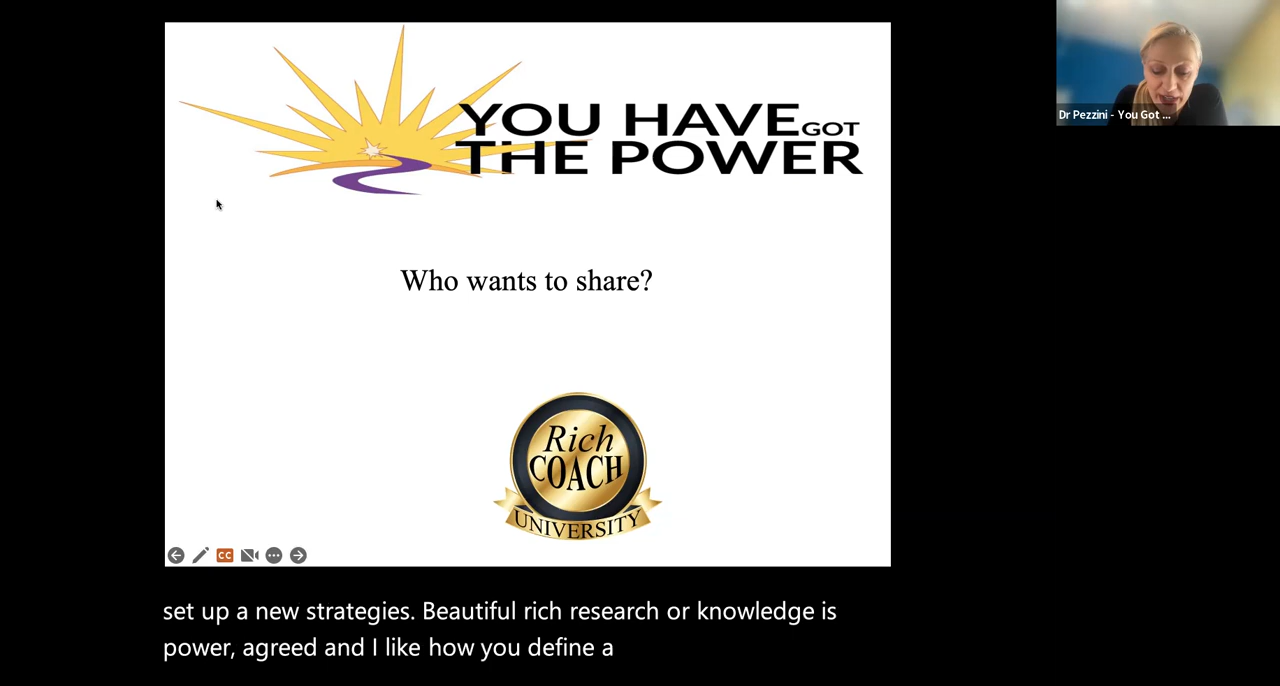 YOU HAVE GOT
THE POWER
Dr Pezzini - You Got ...
Who wants to share?
Rich
COACH
UNIVERSITY
CC
set up a new strategies. Beautiful rich research or knowledge is
power, agreed and I like how you define a